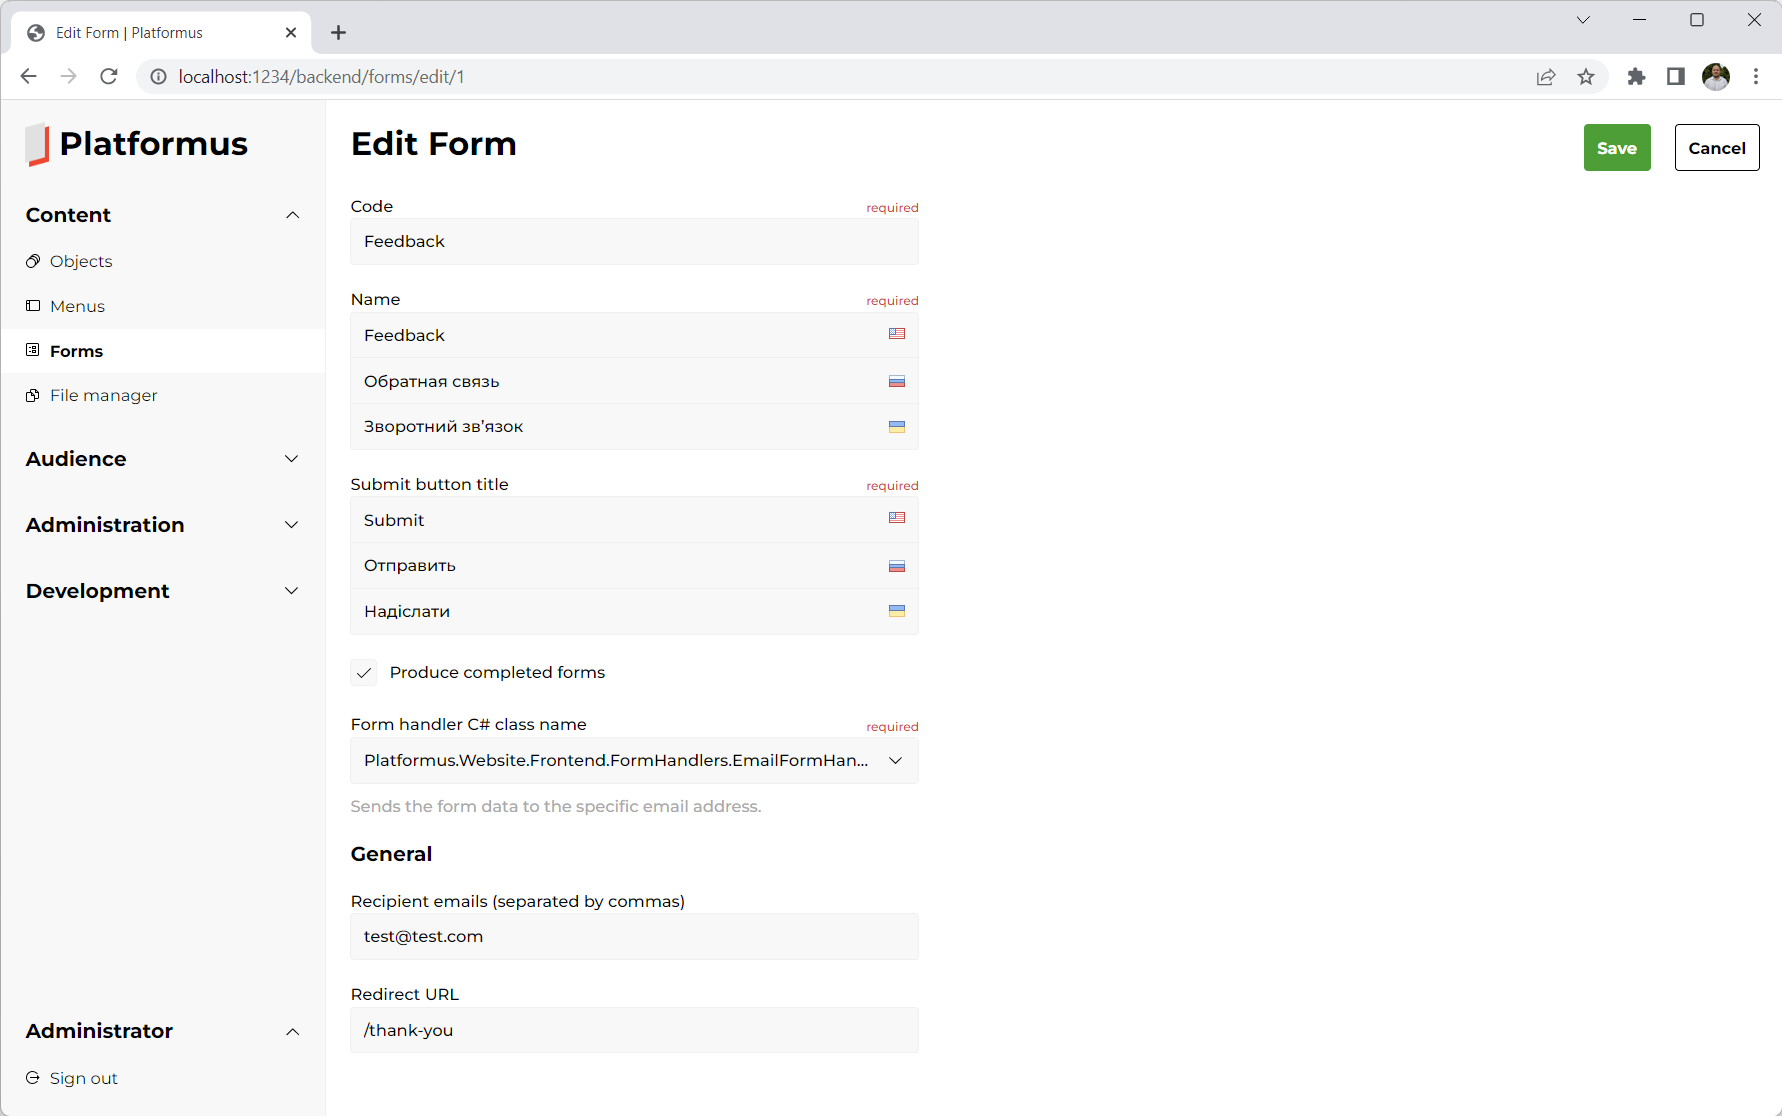 Edit Form | Platformus
localhost:1234/backend/forms/edit/1
Platformus
Content
Objects
Menus
Forms
File manager
Audience
Administration
Development
Administrator
Sign out
Edit Form
Save
Cancel
Code
required
Feedback
Name
required
Feedback
Обратная связь
Зворотний зв’язок
Submit button title
required
Submit
Отправить
Надіслати
Produce completed forms
Form handler C# class name
required
Platformus.Website.Frontend.FormHandlers.EmailFormHan...
Sends the form data to the specific email address.
General
Recipient emails (separated by commas)
test@test.com
Redirect URL
/thank-you